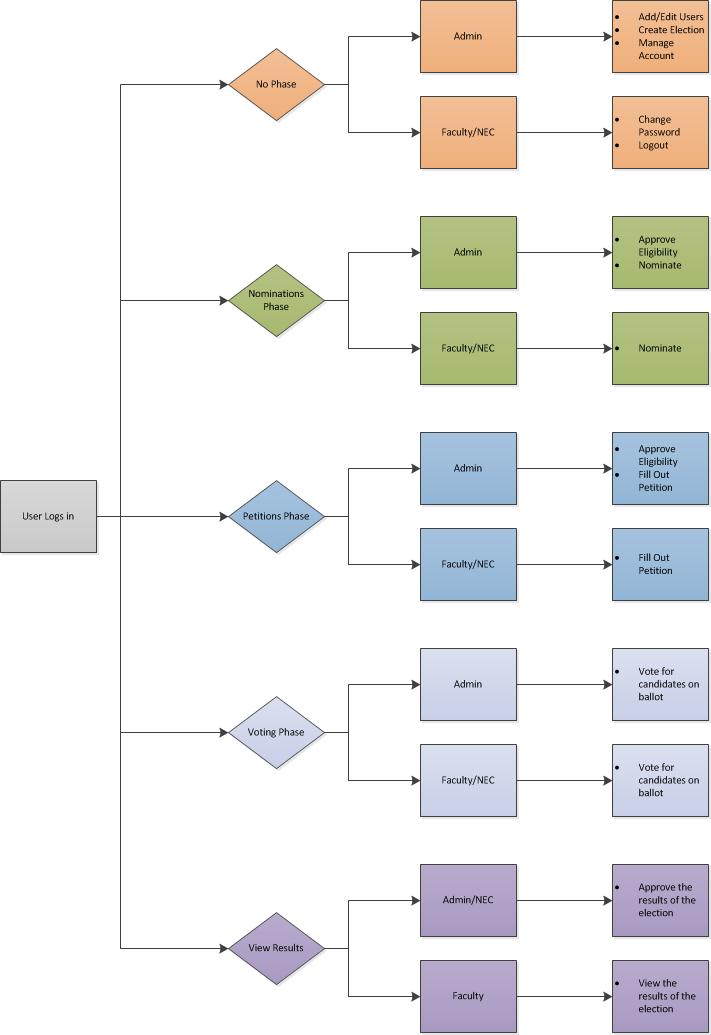 Admin
• Add/Edit Users
• Create Election
• Manage
Account
No Phase
Faculty/NEC
• Change
Password
• Logout
Admin
• Approve
Eligibility
• Nominate
Nominations
Phase
Faculty/NEC
• Nominate
Admin
• Approve
Eligibility
• Fill Out
Petition
User Logs in
Petitions Phase
Faculty/NEC
• Fill Out
Petition
Admin
• Vote for
candidates on
ballot
Voting Phase
Faculty/NEC
• Vote for
candidates on
ballot
Admin/NEC
• Approve the
results of the
election
View Results
Faculty
• View the
results of the
election